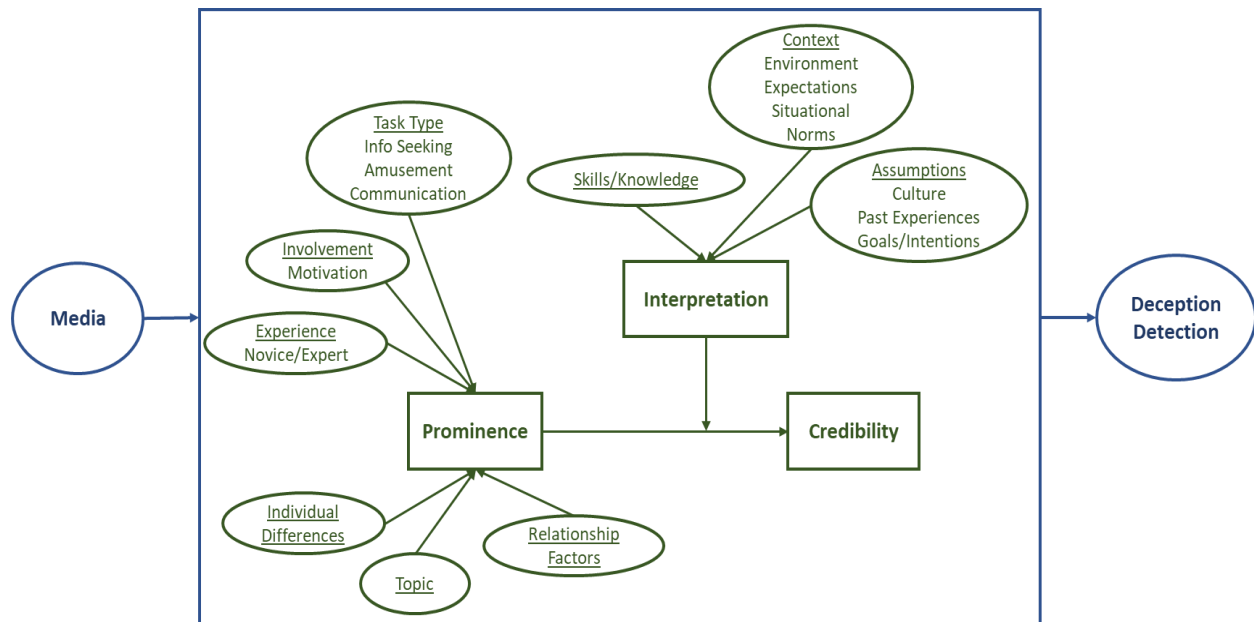 Context
Environment
Expectations
Situational
Norms
Task Type
Info Seeking
Amusement
Communication
Skills/Knowledge
Assumptions
Culture
Past Experiences
Goals/Intentions
Involvement
Motivation
Interpretation
Media
Experience
Novice/Expert
Deception
Detection
Prominence
Credibility
Individual
Differences
Relationship
Factors
Topic